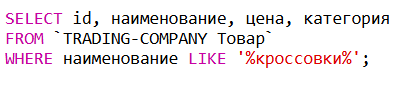 SELECT id, наименование, цена, категория
FROM `TRADING-COMPANY Товар`
WHERE наименование LIKE '%кроссовки%';